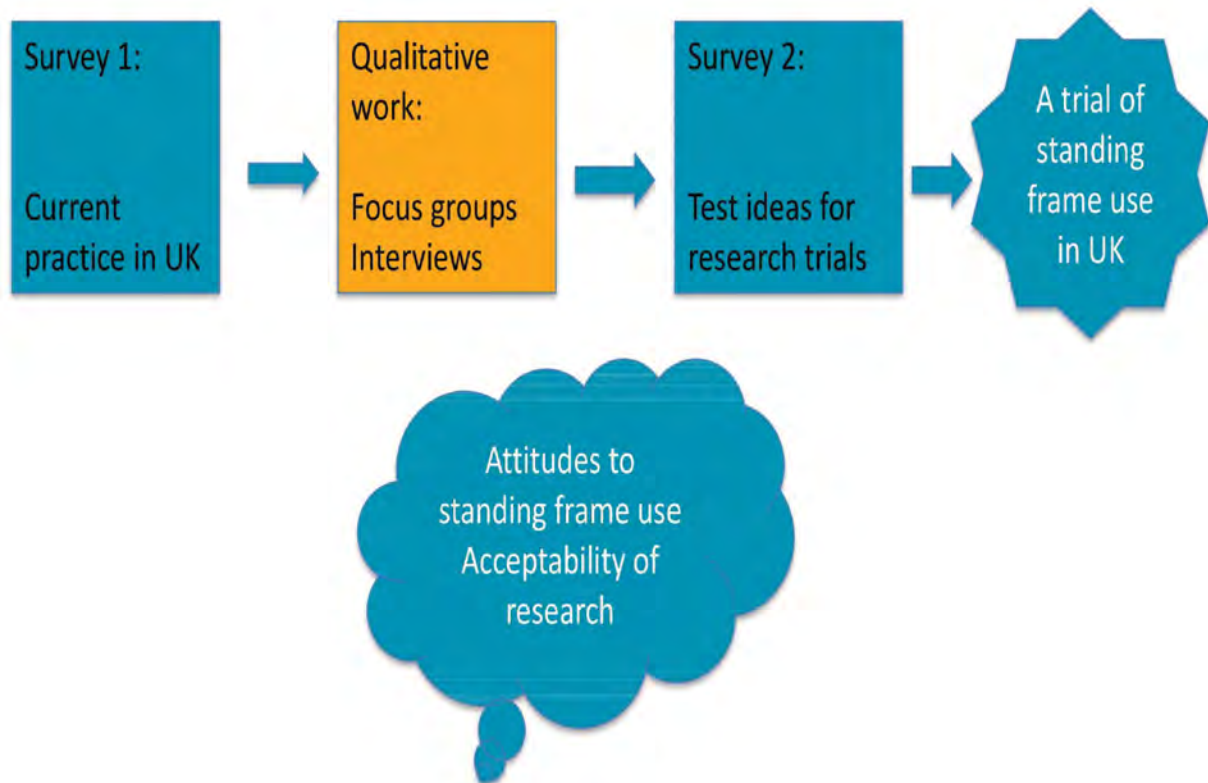 Survey 1:
Current
practice in UK
Qualitative
work:
Focus groups
Interviews
Survey 2:
Test ideas for
research trials
A trial of
standing
frame use
in UK
Attitudes to
standing frame use
Acceptability of
research